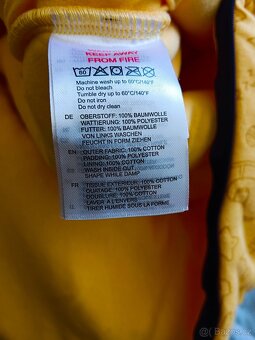 KEEP AWAY
FROM FIRE
60
Machine wash up to 60°C/140°F
Do not bleach
Tumble dry up to 60°C/140°F
Do not iron
Do not dry clean
DE OBERSTOFF: 100% BAUMWOLLE
WATTIERUNG: 100% POLYESTER
FUTTER: 100% BAUMWOLLE
VON LINKS WASCHEN
FEUCHT IN FORM ZIEHEN
EN OUTER FABRIC: 100% COTTON
PADDING: 100% POLYESTER
LINING: 100% COTTON
WASH INSIDE OUT
SHAPE WHILE DAMP
FR TISSUE EXTERIEUR: 100% COTTON
OUATAGE: 100% POLYESTER
DOUBLURE: 100% COTTON
LAVER A L'ENVERS
TIRER HUMIDE SOUS LA FORME